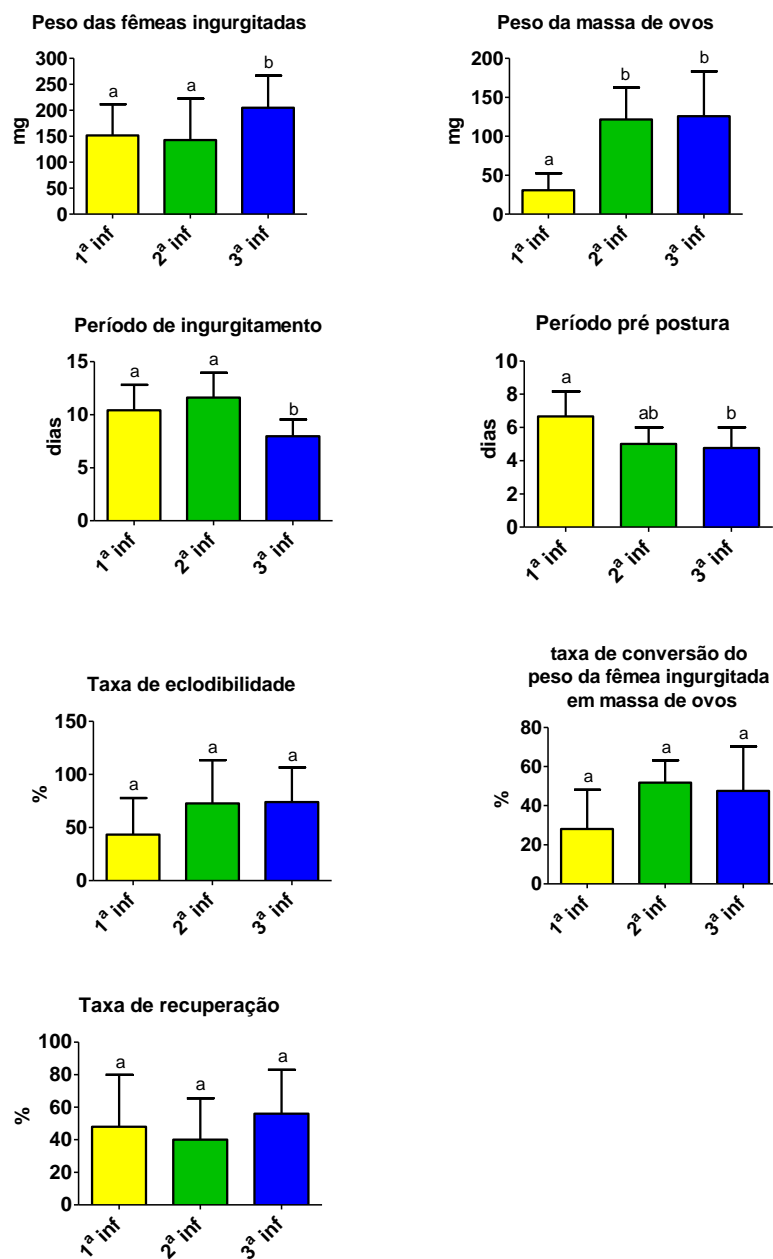 Peso das fêmeas ingurgitadas
300
250
200
150
100
50
0
mg
a
a
b
1ª inf
2ª inf
3ª inf
Peso da massa de ovos
200
150
100
50
0
mg
a
b
b
1ª inf
2ª inf
3ª inf
Período de ingurgitamento
15
10
5
0
dias
a
a
b
1ª inf
2ª inf
3ª inf
Período pré postura
10
8
6
4
2
0
dias
a
ab
b
1ª inf
2ª inf
3ª inf
Taxa de eclodibilidade
150
100
50
0
%
a
a
a
1ª inf
2ª inf
3ª inf
taxa de conversão do
peso da fêmea ingurgitada
em massa de ovos
80
60
40
20
0
%
a
a
a
1ª inf
2ª inf
3ª inf
Taxa de recuperação
100
80
60
40
20
0
%
a
a
a
1ª inf
2ª inf
3ª inf